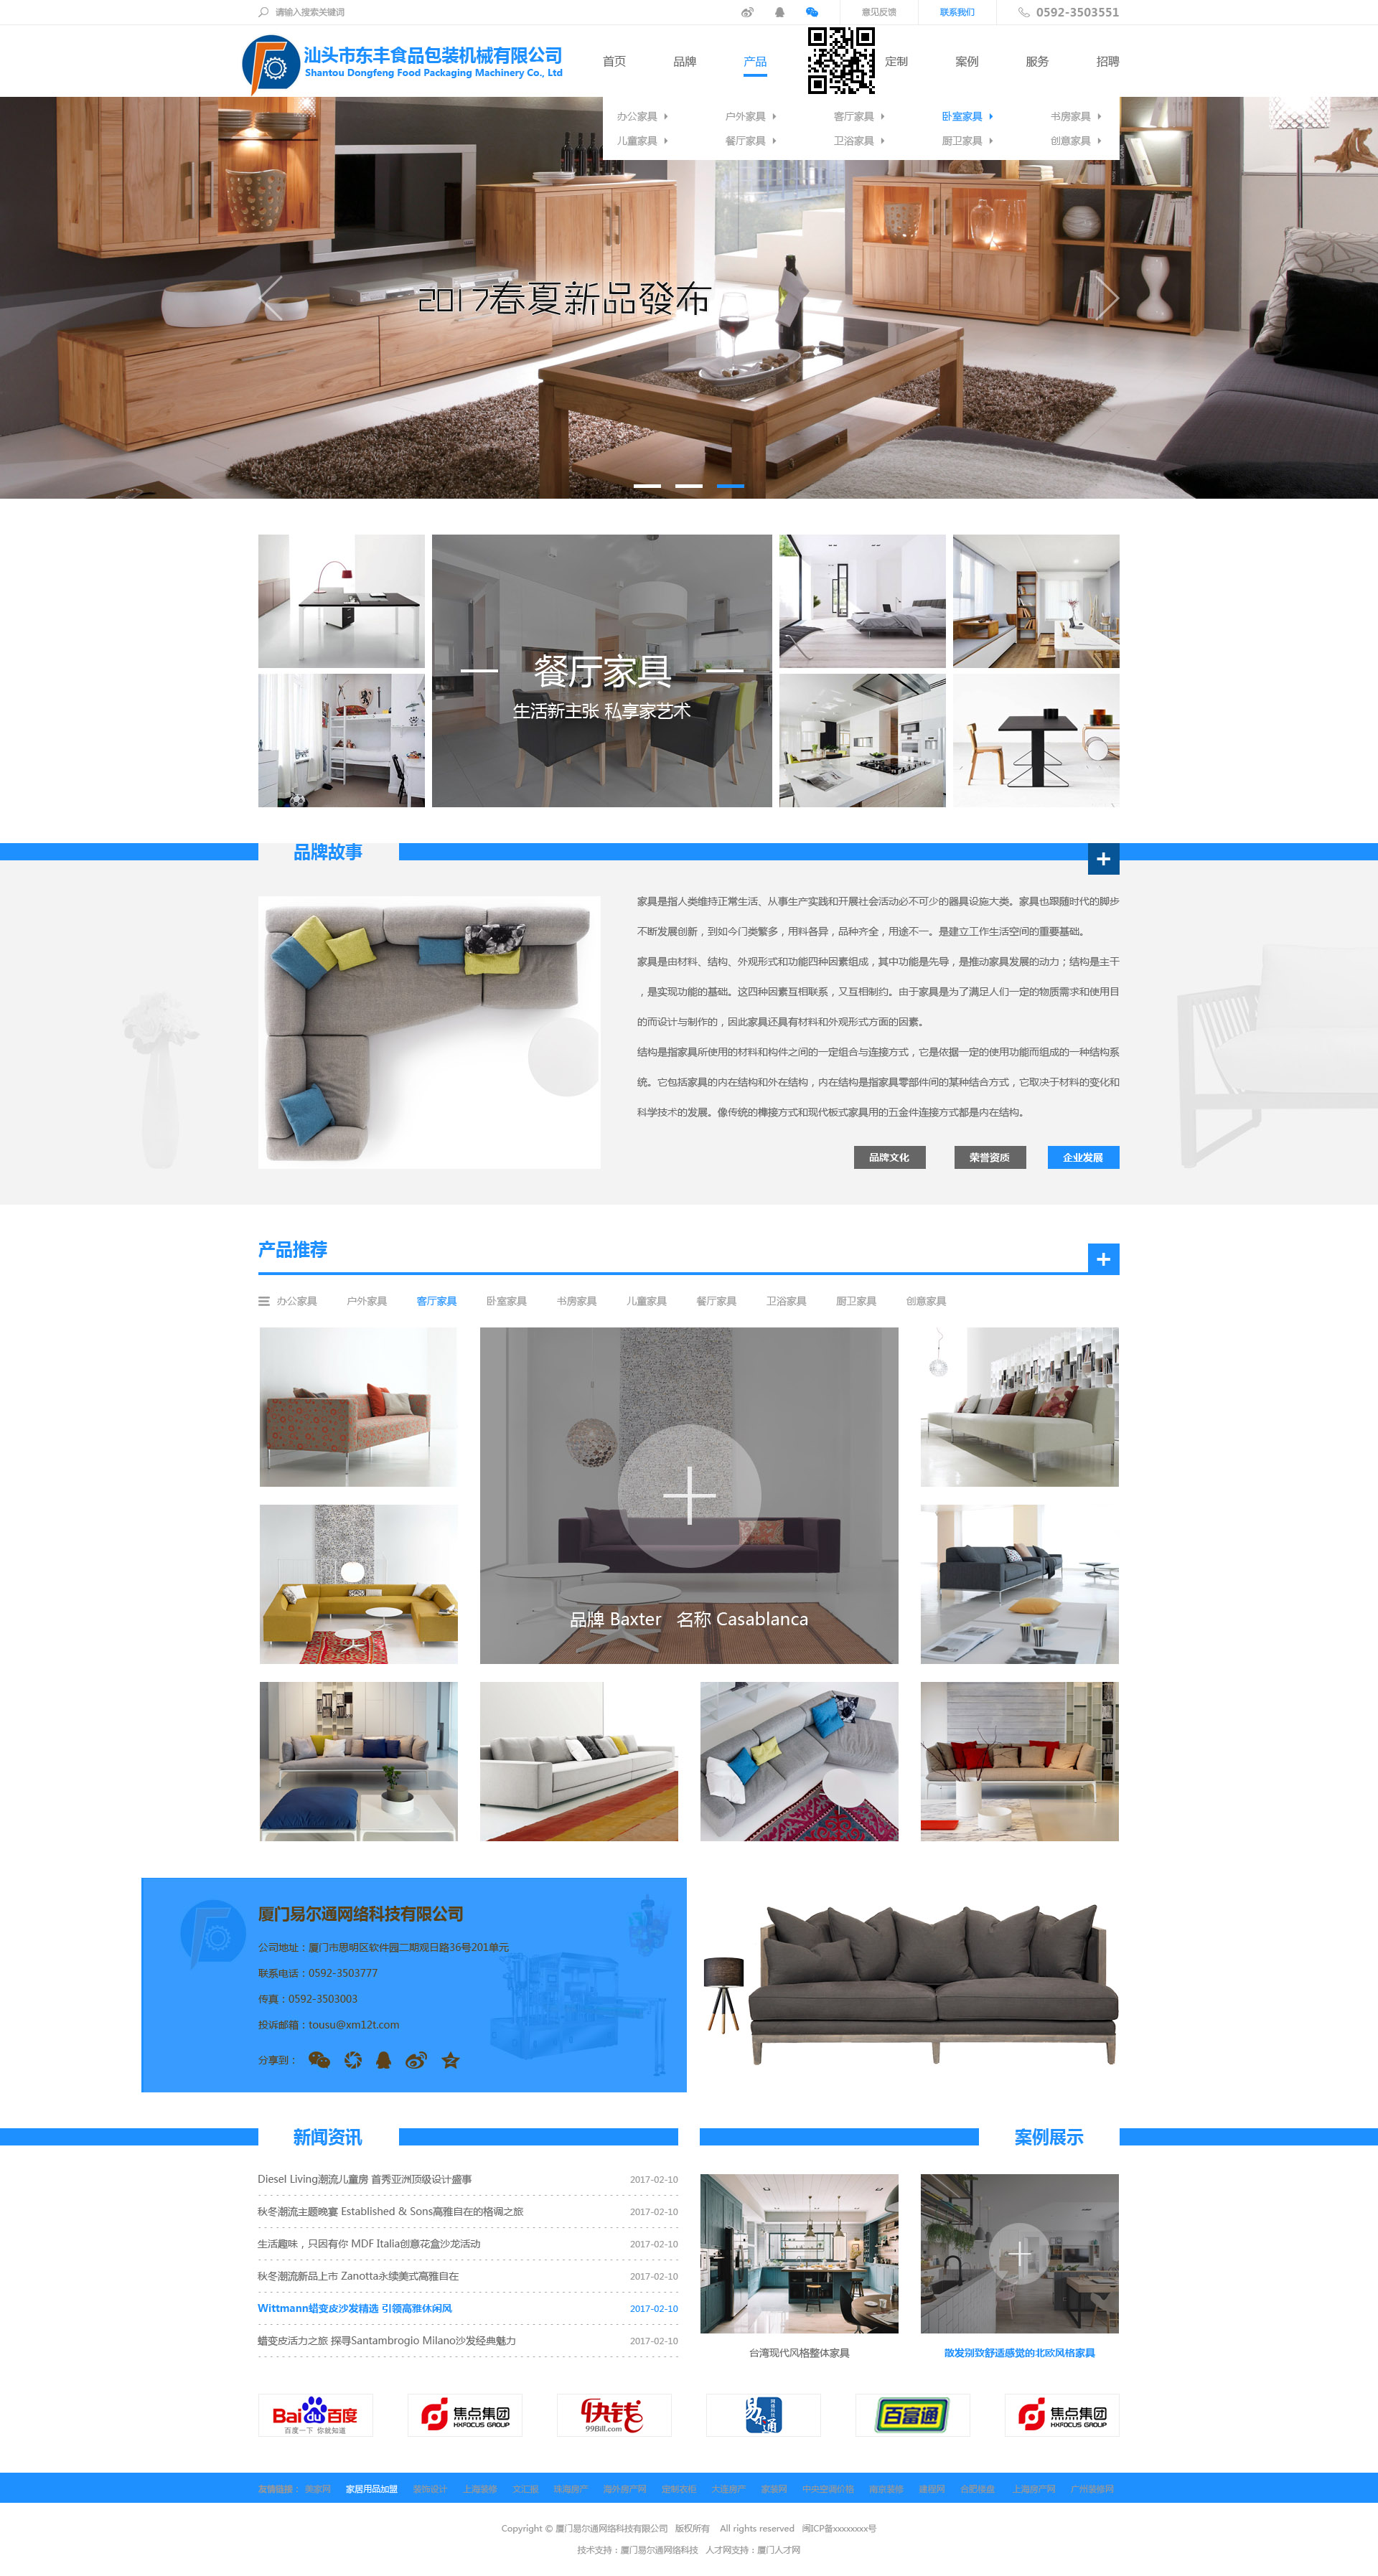 请输入搜索关键词
意见反馈
联系我们
0592-3503551
汕头市东丰食品包装机械有限公司
Shantou Dongfeng Food Packaging Machinery Co., Ltd
首页 品牌 产品 定制 案例 服务 招聘
办公家具 户外家具 客厅家具 卧室家具 书房家具
儿童家具 餐厅家具 卫浴家具 厨卫家具 创意家具
2017春夏新品發布
餐厅家具
生活新主张 私享家艺术
品牌故事
家具是指人类维持正常生活、从事生产实践和开展社会活动必不可少的器具设施大类。家具也跟随时代的脚步
不断发展创新，到如今门类繁多，用料各异，品种齐全，用途不一。是建立工作生活空间的重要基础。
家具是由材料、结构、外观形式和功能四种因素组成，其中功能是先导，是推动家具发展的动力；结构是主干
，是实现功能的基础。这四种因素互相联系，又互相制约。由于家具是为了满足人们一定的物质需求和使用目
的而设计与制作的，因此家具还具有材料和外观形式方面的因素。
结构是指家具所使用的材料和构件之间的一定组合与连接方式，它是依据一定的使用功能而组成的一种结构系
统。它包括家具的内在结构和外在结构，内在结构是指家具零部件间的某种结合方式，它取决于材料的变化和
科学技术的发展。像传统的榫接方式和现代板式家具用的五金件连接方式都是内在结构。
品牌文化 荣誉资质 企业发展
产品推荐
办公家具 户外家具 客厅家具 卧室家具 书房家具 儿童家具 餐厅家具 卫浴家具 厨卫家具 创意家具
品牌 Baxter 名称 Casablanca
厦门易尔通网络科技有限公司
公司地址：厦门市思明区软件园二期观日路36号201单元
联系电话：0592-3503777
传真：0592-3503003
投诉邮箱：tousu@xm12t.com
分享到：
新闻资讯
案例展示
Diesel Living潮流儿童房 首秀亚洲顶级设计盛事 2017-02-10
秋冬潮流主题晚宴 Established & Sons高雅自在的格调之旅 2017-02-10
生活趣味，只因有你 MDF Italia创意花盒沙龙活动 2017-02-10
秋冬潮流新品上市 Zanotta永续美式高雅自在 2017-02-10
Wittmann蜡变皮沙发精选 引领高雅休闲风 2017-02-10
蜡变皮活力之旅 探寻Santambrogio Milano沙发经典魅力 2017-02-10
台湾现代风格整体家具
散发别致舒适感觉的北欧风格家具
Bai du 百度
百度一下 你就知道
焦点集团
HXFOCUS GROUP
快钱
99Bill.com
易尔通
百富通
焦点集团
HXFOCUS GROUP
友情链接： 美家网 家居用品加盟 装饰设计 上海装修 文汇报 珠海房产 海外房产网 定制衣柜 大连房产 家装网 中央空调价格 南京装修 建程网 合肥楼盘 上海房产网 广州装修网
Copyright © 厦门易尔通网络科技有限公司 版权所有 All rights reserved 闽ICP备xxxxxxxx号
技术支持：厦门易尔通网络科技 人才网支持：厦门人才网